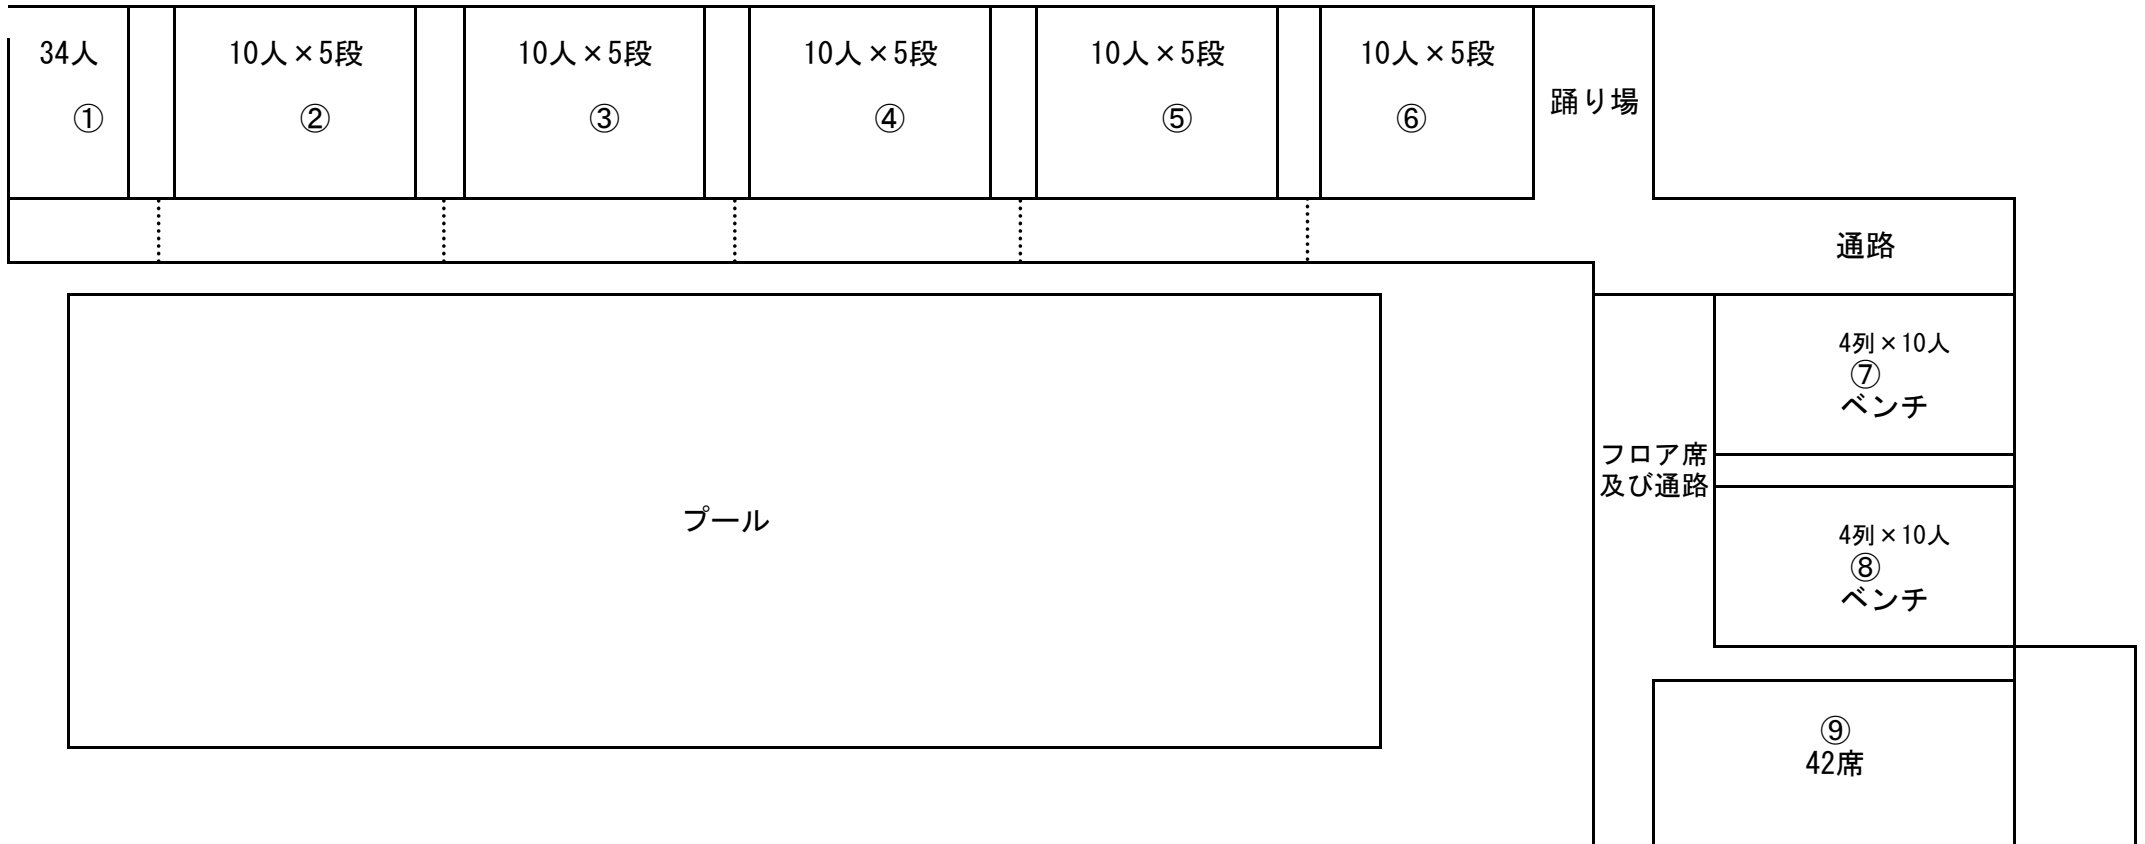 34人
①
10人×5段
②
10人×5段
③
10人×5段
④
10人×5段
⑤
10人×5段
⑥
踊り場
通路
4列×10人
⑦
ベンチ
フロア席
及び通路
4列×10人
⑧
ベンチ
プール
⑨
42席